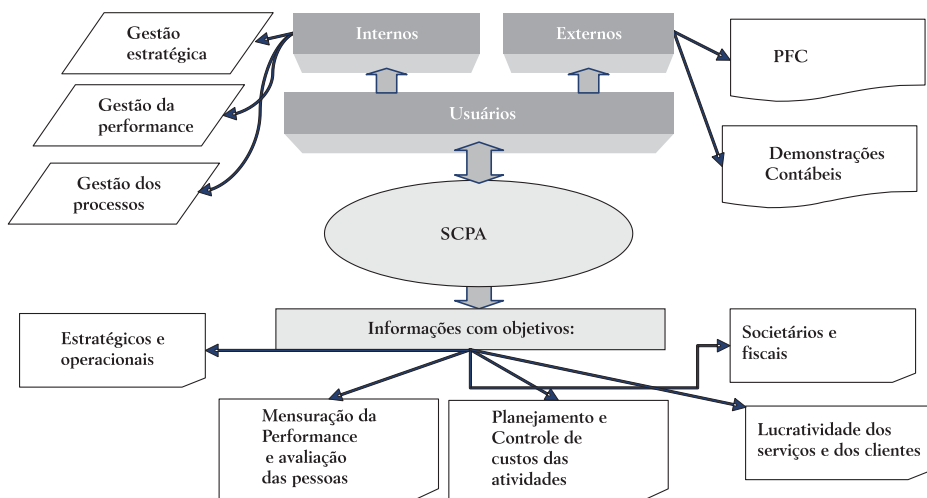 Gestão
estratégica
Internos
Externos
PFC
Gestão da
performance
Usuários
Demonstrações
Contábeis
Gestão dos
processos
SCPA
Informações com objetivos:
Estratégicos e
operacionais
Societários e
fiscais
Mensuração da
Performance
e avaliação
das pessoas
Planejamento e
Controle de
custos das
atividades
Lucratividade dos
serviços e dos clientes